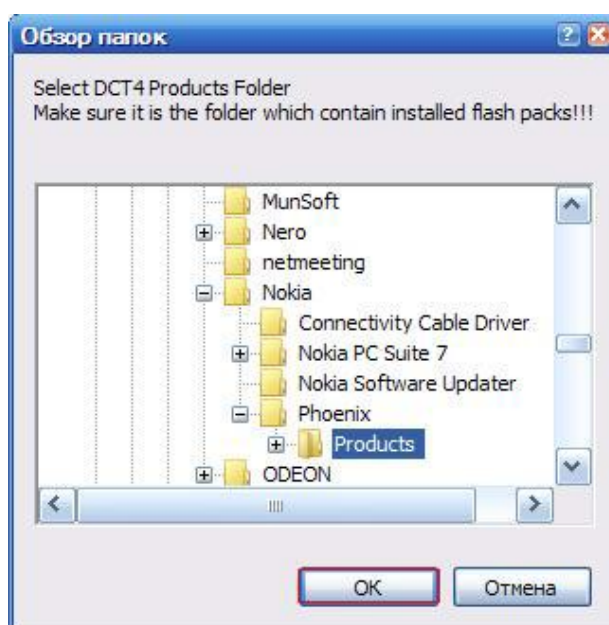 Обзор папок
Select DCT4 Products Folder
Make sure it is the folder which contain installed flash packs!!!
MunSoft
Nero
netmeeting
Nokia
Connectivity Cable Driver
Nokia PC Suite 7
Nokia Software Updater
Phoenix
Products
ODEON
OK
Отмена